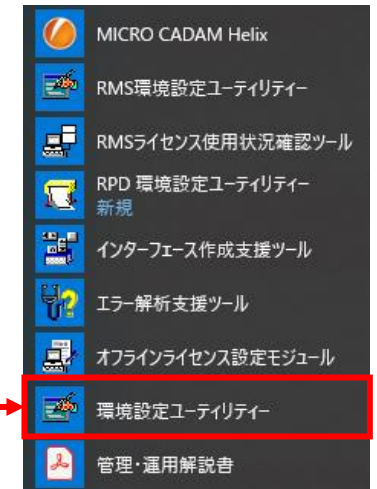 MICRO CADAM Helix
RMS環境設定ユーティリティー
RMSライセンス使用状況確認ツール
RPD 環境設定ユーティリティー
新規
インターフェース作成支援ツール
エラー解析支援ツール
オフラインライセンス設定モジュール
環境設定ユーティリティー
管理・運用解説書